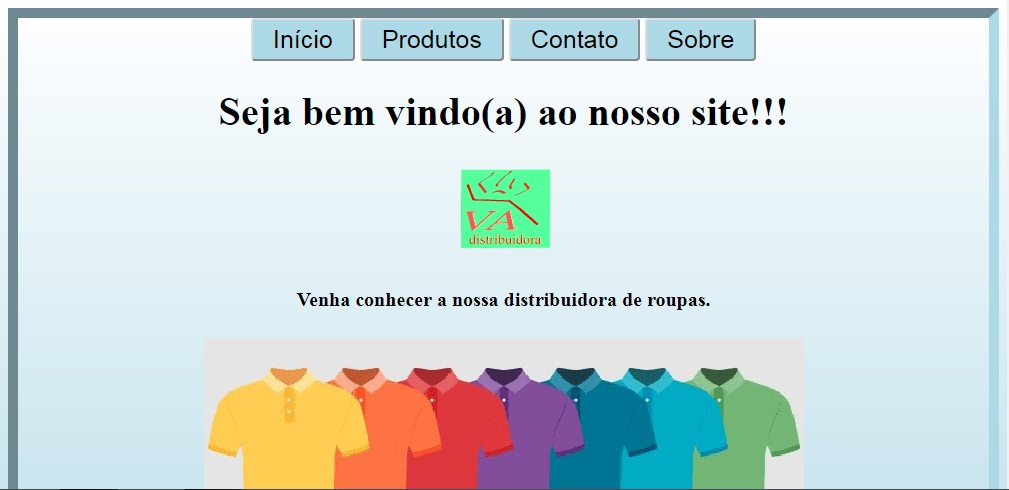 Início Produtos Contato Sobre
Seja bem vindo(a) ao nosso site!!!
VA
distribuidora
Venha conhecer a nossa distribuidora de roupas.